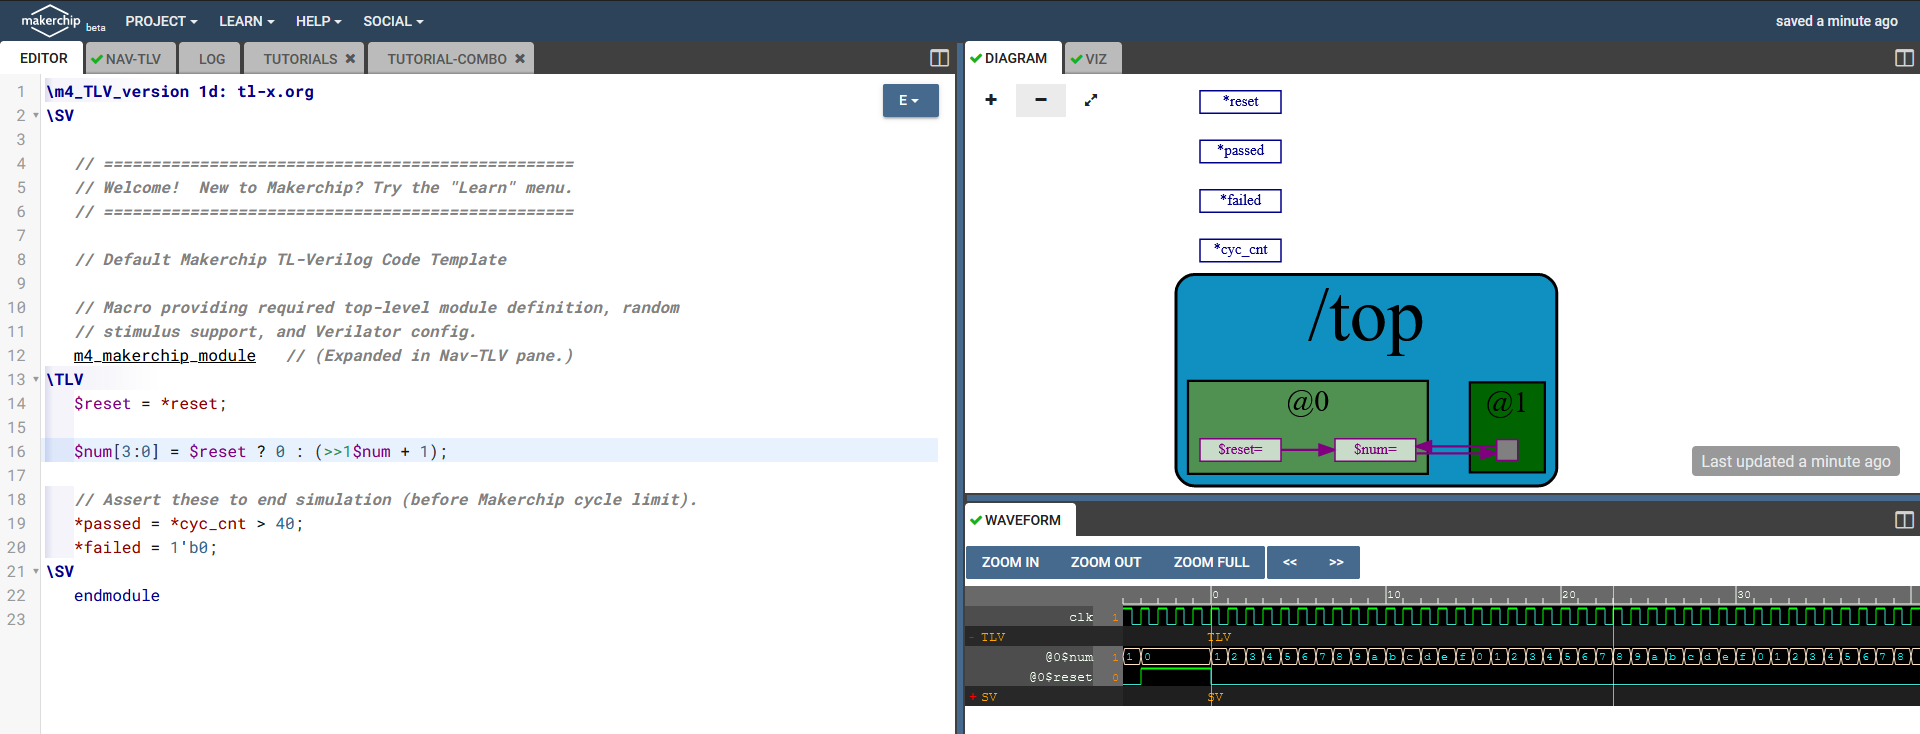 makerchip beta PROJECT LEARN HELP SOCIAL saved a minute ago
EDITOR NAV-TLV LOG TUTORIALS TUTORIAL-COMBO
1 \m4_TLV_version 1d: tl-x.org
2 \SV
3
4 // =================================================
5 // Welcome!  New to Makerchip? Try the "Learn" menu.
6 // =================================================
7
8 // Default Makerchip TL-Verilog Code Template
9
10 // Macro providing required top-level module definition, random
11 // stimulus support, and Verilator config.
12 m4_makerchip_module   // (Expanded in Nav-TLV pane.)
13 \TLV
14 $reset = *reset;
15
16 $num[3:0] = $reset ? 0 : (>>1$num + 1);
17
18 // Assert these to end simulation (before Makerchip cycle limit).
19 *passed = *cyc_cnt > 40;
20 *failed = 1'b0;
21 \SV
22 endmodule
23
E
DIAGRAM VIZ
*reset
*passed
*failed
*cyc_cnt
/top
@0 @1
$reset= $num=
Last updated a minute ago
WAVEFORM
ZOOM IN ZOOM OUT ZOOM FULL << >>
0 10 20 30
clk 1
- TLV TLV
@0$num 1 1 0 1 2 3 4 5 6 7 8 9 a b c d e f 0 1 2 3 4 5 6 7 8 9 a b c d e f 0 1 2 3 4 5 6 7 8
@0$reset 0
+ SV SV